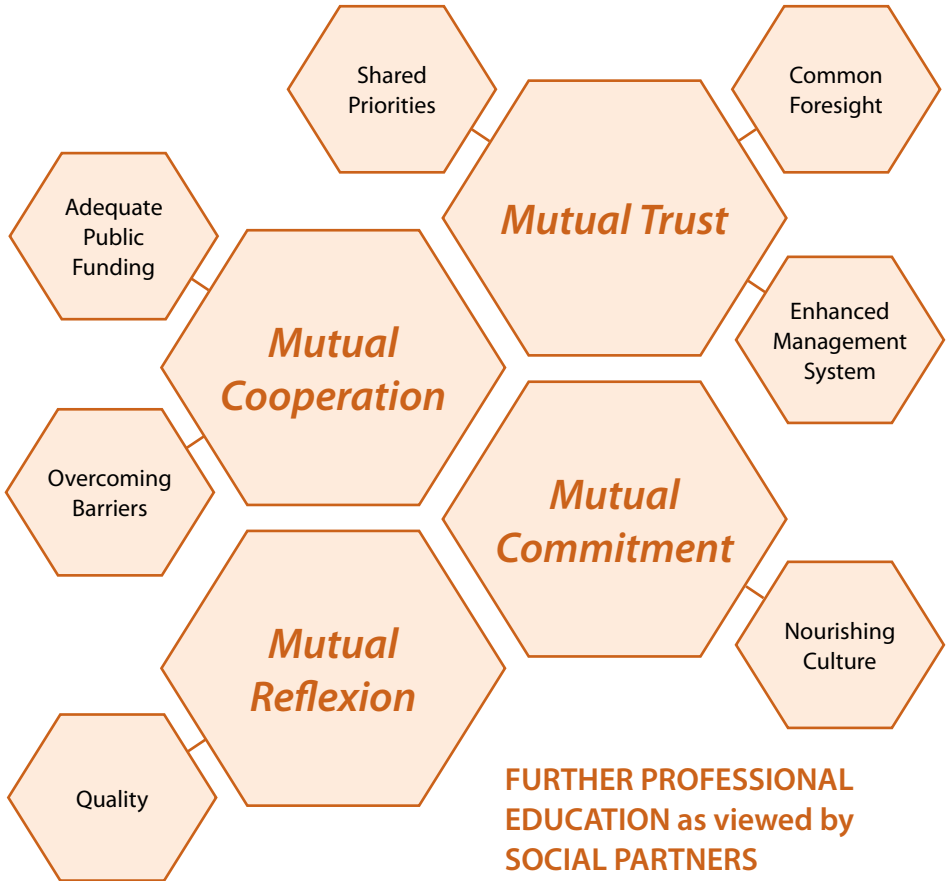 Shared
Priorities
Common
Foresight
Mutual Trust
Adequate
Public
Funding
Enhanced
Management
System
Mutual
Cooperation
Overcoming
Barriers
Mutual
Commitment
Nourishing
Culture
Mutual
Reflexion
Quality
FURTHER PROFESSIONAL
EDUCATION as viewed by
SOCIAL PARTNERS